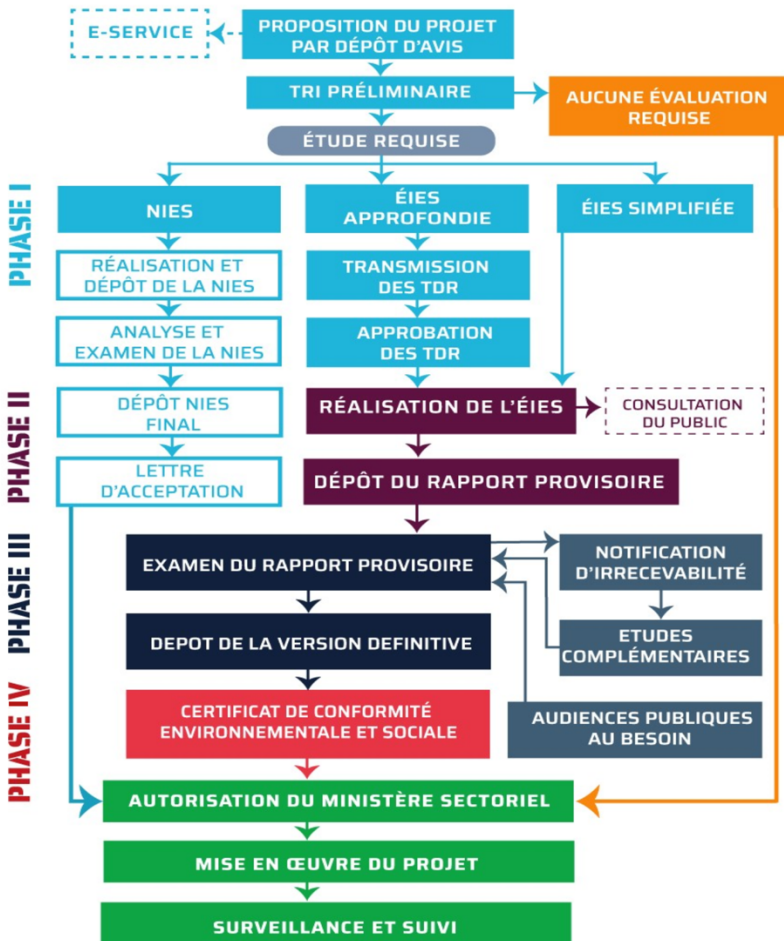 E-SERVICE
PROPOSITION DU PROJET
PAR DÉPÔT D'AVIS
TRI PRÉLIMINAIRE
AUCUNE ÉVALUATION
REQUISE
ÉTUDE REQUISE
PHASE I
NIES
ÉIES
APPROFONDIE
ÉIES SIMPLIFIÉE
RÉALISATION ET
DÉPÔT DE LA NIES
TRANSMISSION
DES TDR
ANALYSE ET
EXAMEN DE LA NIES
APPROBATION
DES TDR
PHASE II
DÉPÔT NIES
FINAL
RÉALISATION DE L'ÉIES
CONSULTATION
DU PUBLIC
LETTRE
D'ACCEPTATION
DÉPÔT DU RAPPORT PROVISOIRE
PHASE III
EXAMEN DU RAPPORT PROVISOIRE
NOTIFICATION
D'IRRECEVABILITÉ
DEPOT DE LA VERSION DEFINITIVE
ETUDES
COMPLÉMENTAIRES
PHASE IV
CERTIFICAT DE CONFORMITÉ
ENVIRONNEMENTALE ET SOCIALE
AUDIENCES PUBLIQUES
AU BESOIN
AUTORISATION DU MINISTÈRE SECTORIEL
MISE EN ŒUVRE DU PROJET
SURVEILLANCE ET SUIVI